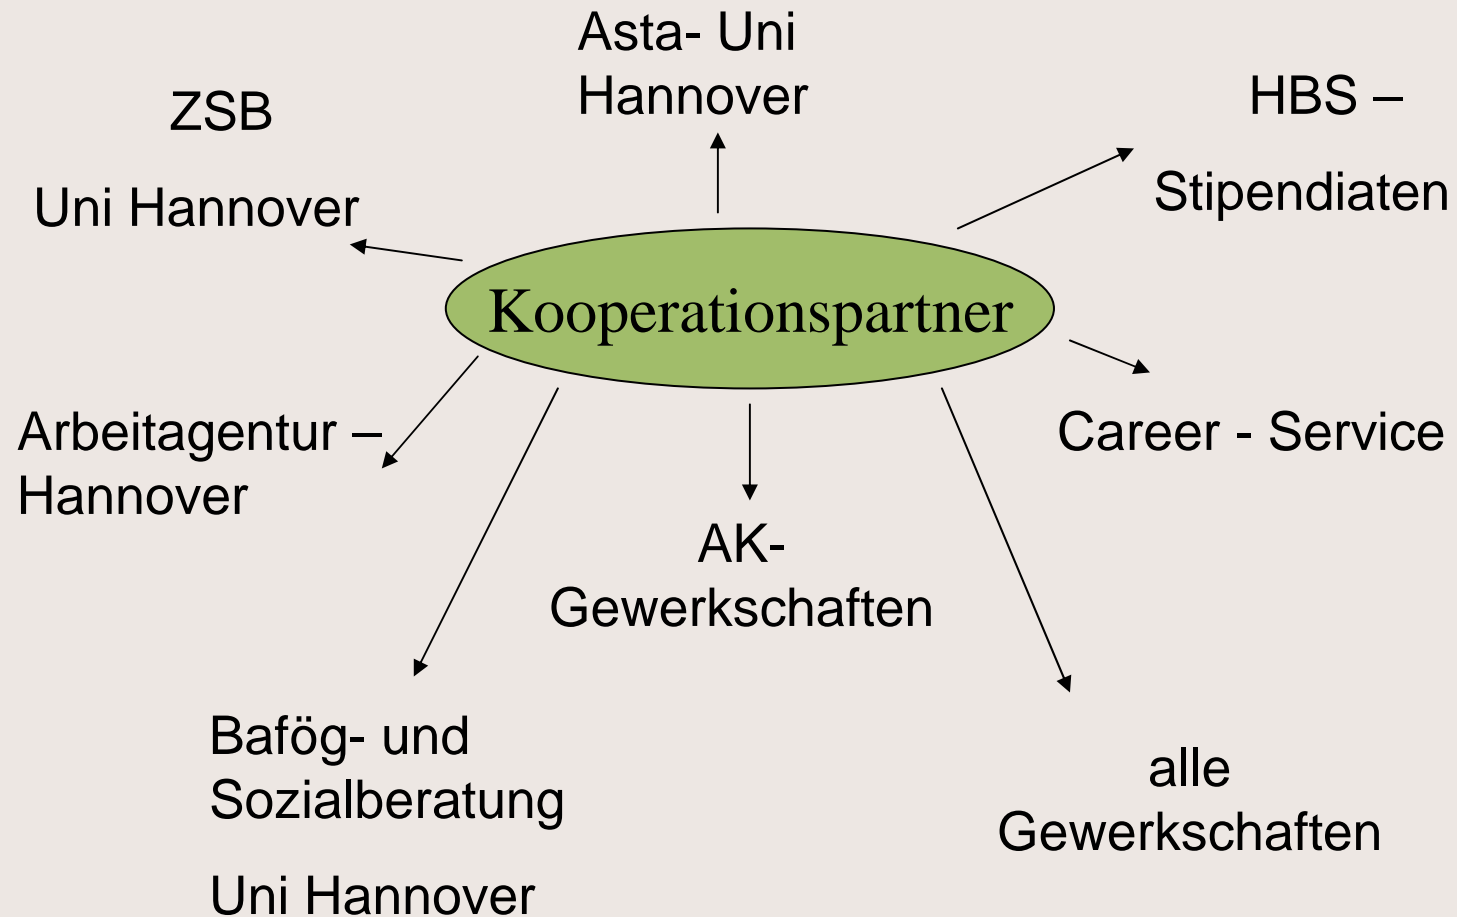 Asta- Uni
Hannover
ZSB
Uni Hannover
HBS –
Stipendiaten
Kooperationspartner
Arbeitagentur –
Hannover
Career - Service
AK-
Gewerkschaften
Bafög- und
Sozialberatung
Uni Hannover
alle
Gewerkschaften